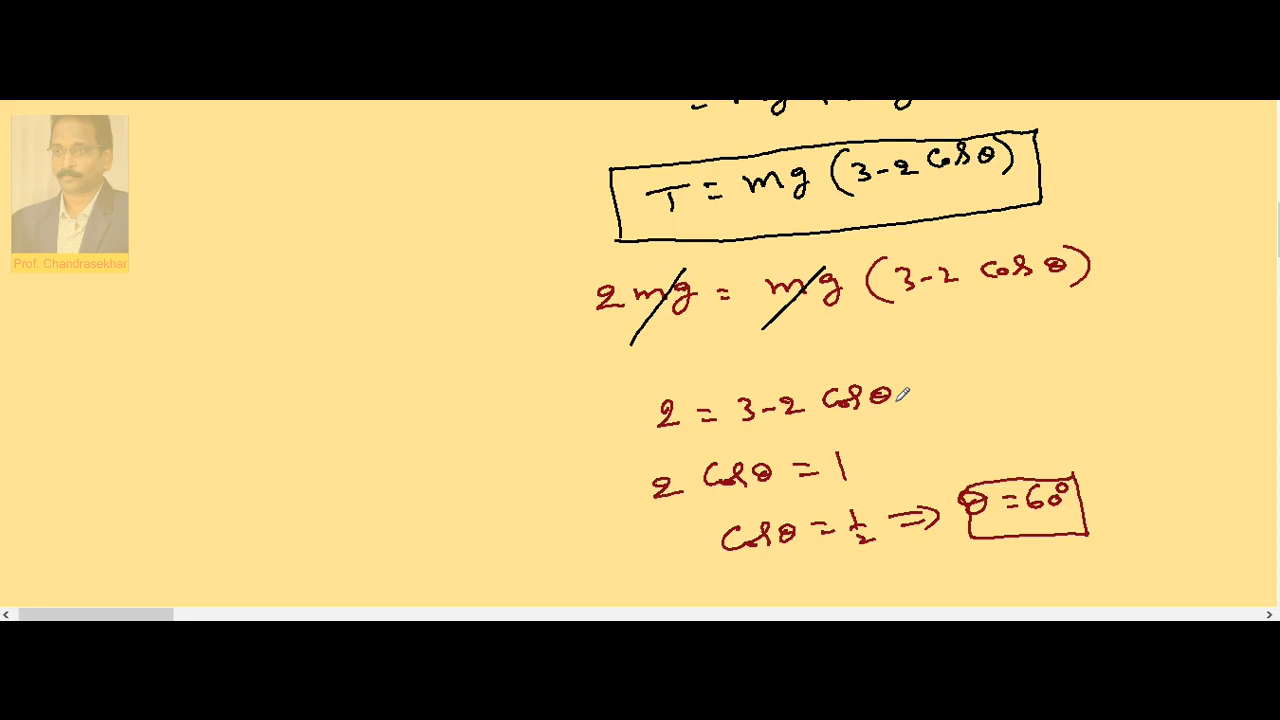 T = mg (3-2 cosθ)
2mg = mg (3-2 cosθ)
2 = 3-2 cosθ
2 cosθ = 1
cosθ = 1/2 ⇒ θ = 60°
Prof. Chandrasekhar